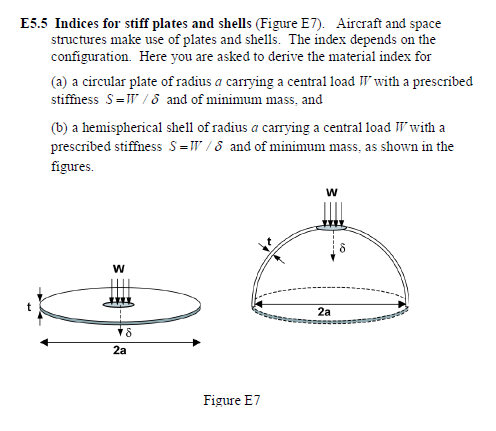 E5.5 Indices for stiff plates and shells (Figure E7). Aircraft and space
structures make use of plates and shells. The index depends on the
configuration. Here you are asked to derive the material index for
(a) a circular plate of radius a carrying a central load W with a prescribed
stiffness S = W / δ and of minimum mass, and
(b) a hemispherical shell of radius a carrying a central load W with a
prescribed stiffness S = W / δ and of minimum mass, as shown in the
figures.
W
t
δ
2a
W
t
δ
2a
Figure E7